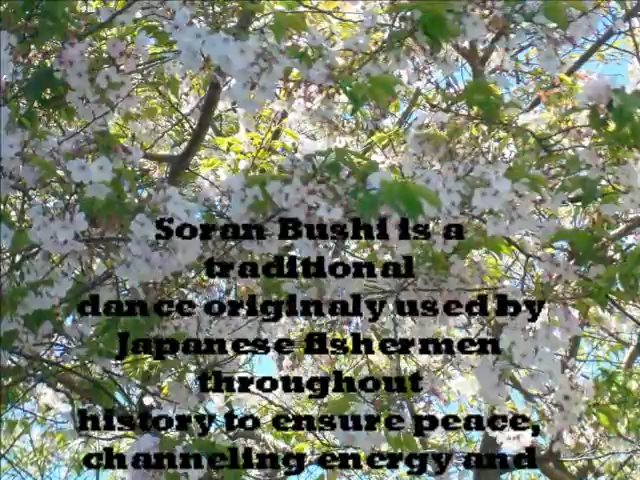 Soran Bushi is a
traditional
dance originaly used by
Japanese fishermen
throughout
history to ensure peace,
channeling energy and